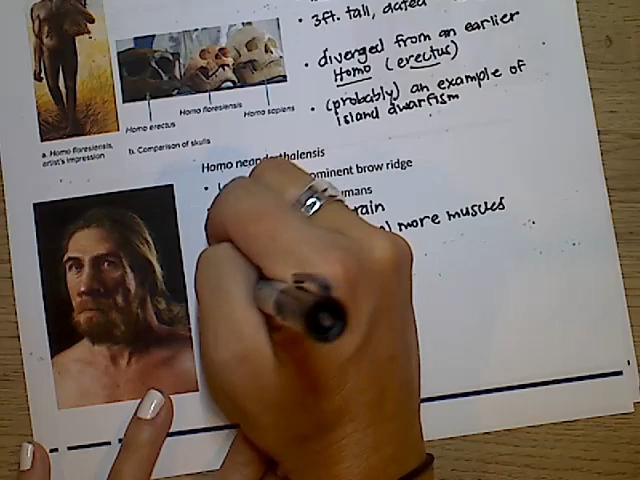 • 3ft. tall, dated
• diverged from an earlier
Homo (erectus)
• (probably) an example of
island dwarfism
Homo floresiensis
Homo erectus
Homo sapiens
a. Homo floresiensis,
artist's impression
b. Comparison of skulls
Homo neanderthalensis
prominent brow ridge
humans
brain
more muscles